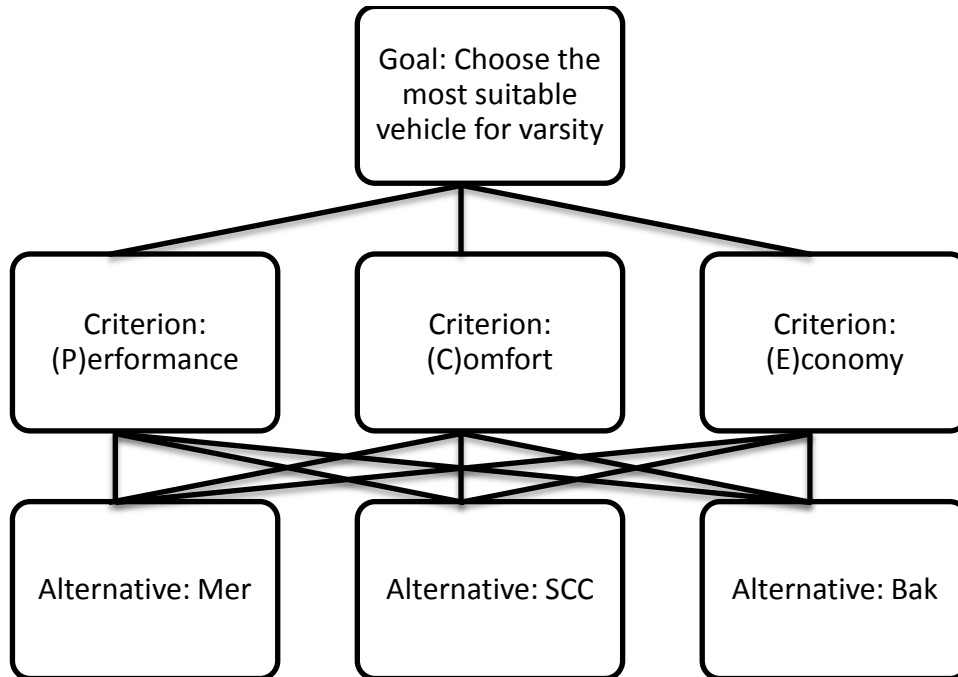 Goal: Choose the
most suitable
vehicle for varsity
Criterion:
(P)erformance
Criterion:
(C)omfort
Criterion:
(E)conomy
Alternative: Mer
Alternative: SCC
Alternative: Bak